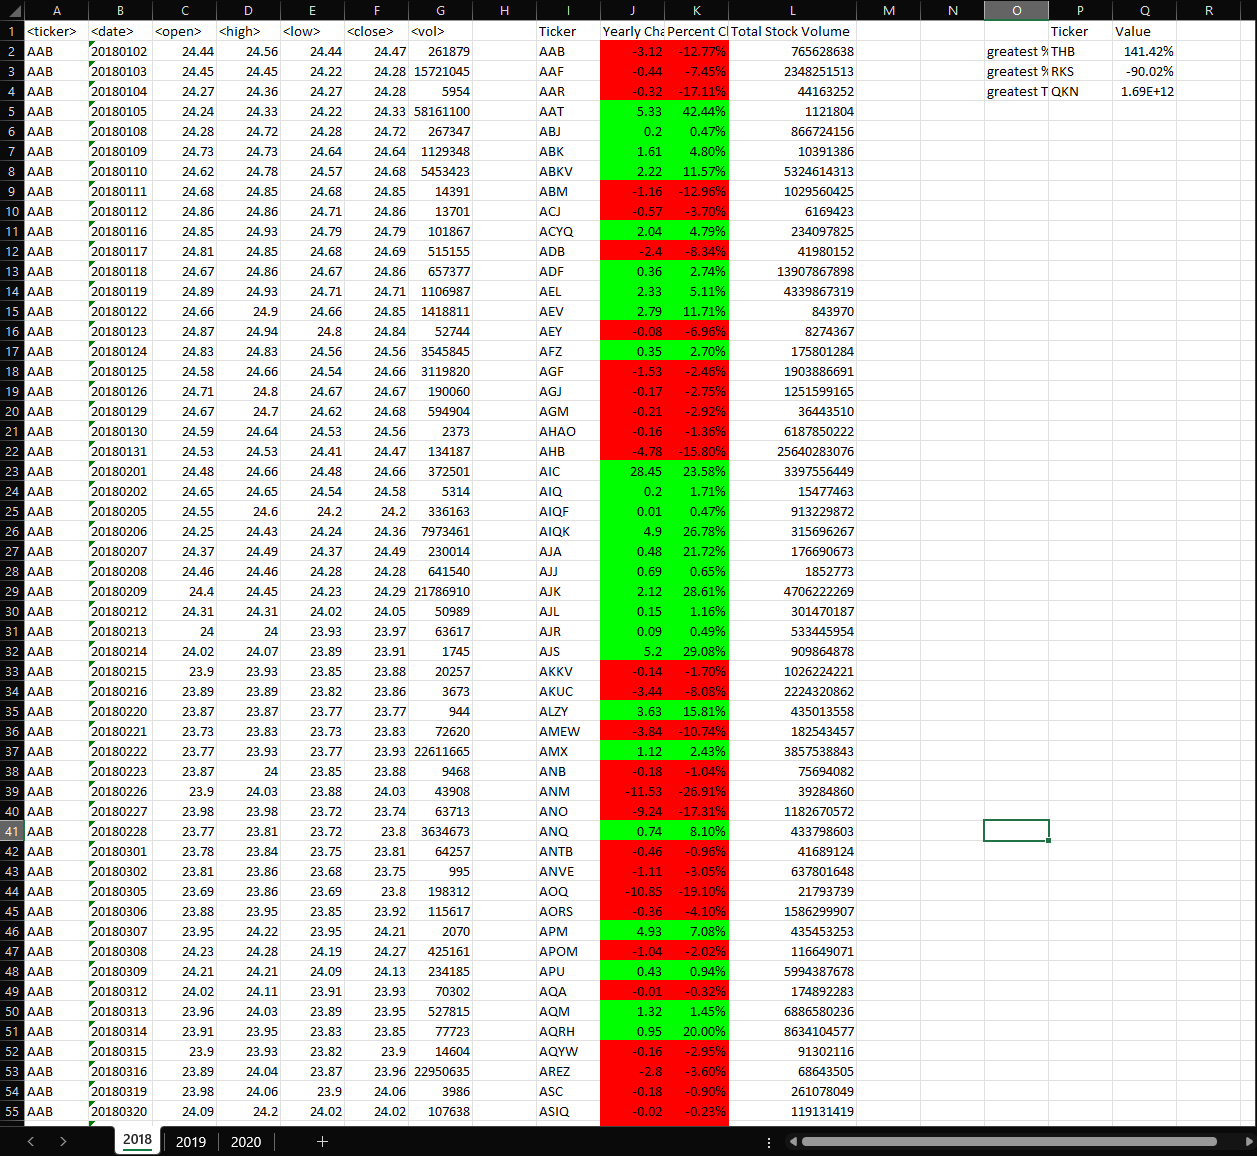 A B C D E F G H I J K L M N O P Q R
1 <ticker> <date> <open> <high> <low> <close> <vol> Ticker Yearly Cha Percent C Total Stock Volume Ticker Value
2 AAB 20180102 24.44 24.56 24.44 24.47 261879 AAB -3.12 -12.77% 765628638 greatest % THB 141.42%
3 AAB 20180103 24.45 24.45 24.22 24.28 15721045 AAF -0.44 -7.45% 2348251513 greatest % RKS -90.02%
4 AAB 20180104 24.27 24.36 24.27 24.28 5954 AAR -0.32 -17.11% 44163252 greatest T QKN 1.69E+12
5 AAB 20180105 24.24 24.33 24.22 24.33 58161100 AAT 5.33 42.44% 1121804
6 AAB 20180108 24.28 24.72 24.28 24.72 267347 ABJ 0.2 0.47% 866724156
7 AAB 20180109 24.73 24.73 24.64 24.64 1129348 ABK 1.61 4.80% 10391386
8 AAB 20180110 24.62 24.78 24.57 24.68 5453423 ABKV 2.22 11.57% 5324614313
9 AAB 20180111 24.68 24.85 24.68 24.85 14391 ABM -1.16 -12.96% 1029560425
10 AAB 20180112 24.86 24.86 24.71 24.86 13701 ACJ -0.57 -3.70% 6169423
11 AAB 20180116 24.85 24.93 24.79 24.79 101867 ACYQ 2.04 4.79% 234097825
12 AAB 20180117 24.81 24.85 24.68 24.69 515155 ADB -2.4 -8.34% 41980152
13 AAB 20180118 24.67 24.86 24.67 24.86 657377 ADF 0.36 2.74% 13907867898
14 AAB 20180119 24.89 24.93 24.71 24.71 1106987 AEL 2.33 5.11% 4339867319
15 AAB 20180122 24.66 24.9 24.66 24.85 1418811 AEV 2.79 11.71% 843970
16 AAB 20180123 24.87 24.94 24.8 24.84 52744 AEY -0.08 -6.96% 8274367
17 AAB 20180124 24.83 24.83 24.56 24.56 3545845 AFZ 0.35 2.70% 175801284
18 AAB 20180125 24.58 24.66 24.54 24.66 3119820 AGF -1.53 -2.46% 1903886691
19 AAB 20180126 24.71 24.8 24.67 24.67 190060 AGJ -0.17 -2.75% 1251599165
20 AAB 20180129 24.67 24.7 24.62 24.68 594904 AGM -0.21 -2.92% 36443510
21 AAB 20180130 24.59 24.64 24.53 24.56 2373 AHAO -0.16 -1.36% 6187850222
22 AAB 20180131 24.53 24.53 24.41 24.47 134187 AHB -4.78 -15.80% 25640283076
23 AAB 20180201 24.48 24.66 24.48 24.66 372501 AIC 28.45 23.58% 3397556449
24 AAB 20180202 24.65 24.65 24.54 24.58 5314 AIQ 0.2 1.71% 15477463
25 AAB 20180205 24.55 24.6 24.2 24.2 336163 AIQF 0.01 0.47% 913229872
26 AAB 20180206 24.25 24.43 24.24 24.36 7973461 AIQK 4.9 26.78% 315696267
27 AAB 20180207 24.37 24.49 24.37 24.49 230014 AJA 0.48 21.72% 176690673
28 AAB 20180208 24.46 24.46 24.28 24.28 641540 AJJ 0.69 0.65% 1852773
29 AAB 20180209 24.4 24.45 24.23 24.29 21786910 AJK 2.12 28.61% 4706222269
30 AAB 20180212 24.31 24.31 24.02 24.05 50989 AJL 0.15 1.16% 301470187
31 AAB 20180213 24 24 23.93 23.97 63617 AJR 0.09 0.49% 533445954
32 AAB 20180214 24.02 24.07 23.89 23.91 1745 AJS 5.2 29.08% 909864878
33 AAB 20180215 23.9 23.93 23.85 23.88 20257 AKKV -0.14 -1.70% 1026224221
34 AAB 20180216 23.89 23.89 23.82 23.86 3673 AKUC -3.44 -8.08% 2224320862
35 AAB 20180220 23.87 23.87 23.77 23.77 944 ALZY 3.63 15.81% 435013558
36 AAB 20180221 23.73 23.83 23.73 23.83 72620 AMEW -3.84 -10.74% 182543457
37 AAB 20180222 23.77 23.93 23.77 23.93 22611665 AMX 1.12 2.43% 3857538843
38 AAB 20180223 23.87 24 23.85 23.88 9468 ANB -0.18 -1.04% 75694082
39 AAB 20180226 23.9 24.03 23.88 24.03 43908 ANM -11.53 -26.91% 39284860
40 AAB 20180227 23.98 23.98 23.72 23.74 63713 ANO -9.24 -17.31% 1182670572
41 AAB 20180228 23.77 23.81 23.72 23.8 3634673 ANQ 0.74 8.10% 433798603
42 AAB 20180301 23.78 23.84 23.75 23.81 64257 ANTB -0.46 -0.96% 41689124
43 AAB 20180302 23.81 23.86 23.68 23.75 995 ANVE -1.11 -3.05% 637801648
44 AAB 20180305 23.69 23.86 23.69 23.8 198312 AOQ -10.85 -19.10% 21793739
45 AAB 20180306 23.88 23.95 23.85 23.92 115617 AORS -0.36 -4.10% 1586299907
46 AAB 20180307 23.95 24.22 23.95 24.21 2070 APM 4.93 7.08% 435453253
47 AAB 20180308 24.23 24.28 24.19 24.27 425161 APOM -1.04 -2.02% 116649071
48 AAB 20180309 24.21 24.21 24.09 24.13 234185 APU 0.43 0.94% 5994387678
49 AAB 20180312 24.02 24.11 23.91 23.93 70302 AQA -0.01 -0.32% 174892283
50 AAB 20180313 23.96 24.03 23.89 23.95 527815 AQM 1.32 1.45% 6886580236
51 AAB 20180314 23.91 23.95 23.83 23.85 77723 AQRH 0.95 20.00% 8634104577
52 AAB 20180315 23.9 23.93 23.82 23.9 14604 AQYW -0.16 -2.95% 91302116
53 AAB 20180316 23.89 24.04 23.87 23.96 22950635 AREZ -2.8 -3.60% 68643505
54 AAB 20180319 23.98 24.06 23.9 24.06 3986 ASC -0.18 -0.90% 261078049
55 AAB 20180320 24.09 24.2 24.02 24.02 107638 ASIQ -0.02 -0.23% 119131419
2018 2019 2020